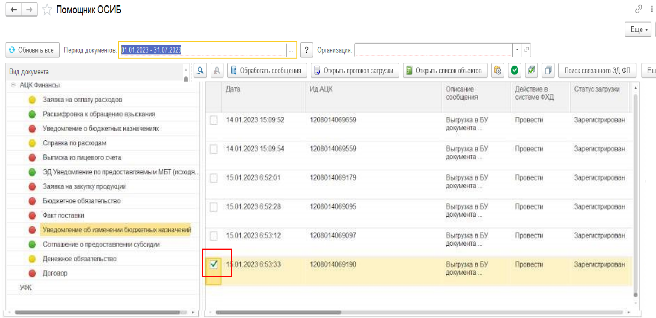 Помощник ОСИБ
Еще
Обновить все
Период документов:
01.01.2023 - 31.07.2023
...
?
Организация:
Вид документа
Обработать сообщения
Открыть протокол загрузки
Открыть список объектов
Поиск связанного ЭД ФП
Еще
АЦК Финансы
Заявка на оплату расходов
Расшифровка к обращению взыскания
Уведомление о бюджетных назначениях
Справка по расходам
Выписка из лицевого счета
ЭД Уведомление по предоставляемым МБТ (исходя...
Заявка на закупку продукции
Бюджетное обязательство
Факт поставки
Уведомление об изменении бюджетных назначений
Соглашение о предоставлении субсидии
Денежное обязательство
Договор
УФК
Дата Ид АЦК Описание сообщения Действие в системе ФХД Статус загрузки
14.01.2023 15:09:52 1208014069559 Выгрузка в БУ документа ... Провести Зарегистрирован
14.01.2023 15:09:54 1208014069559 Выгрузка в БУ документа ... Провести Зарегистрирован
15.01.2023 6:52:01 1208014069179 Выгрузка в БУ документа ... Провести Зарегистрирован
15.01.2023 6:52:28 1208014069095 Выгрузка в БУ документа ... Провести Зарегистрирован
15.01.2023 6:53:12 1208014069097 Выгрузка в БУ документа ... Провести Зарегистрирован
15.01.2023 6:53:33 1208014069190 Выгрузка в БУ документа ... Провести Зарегистрирован